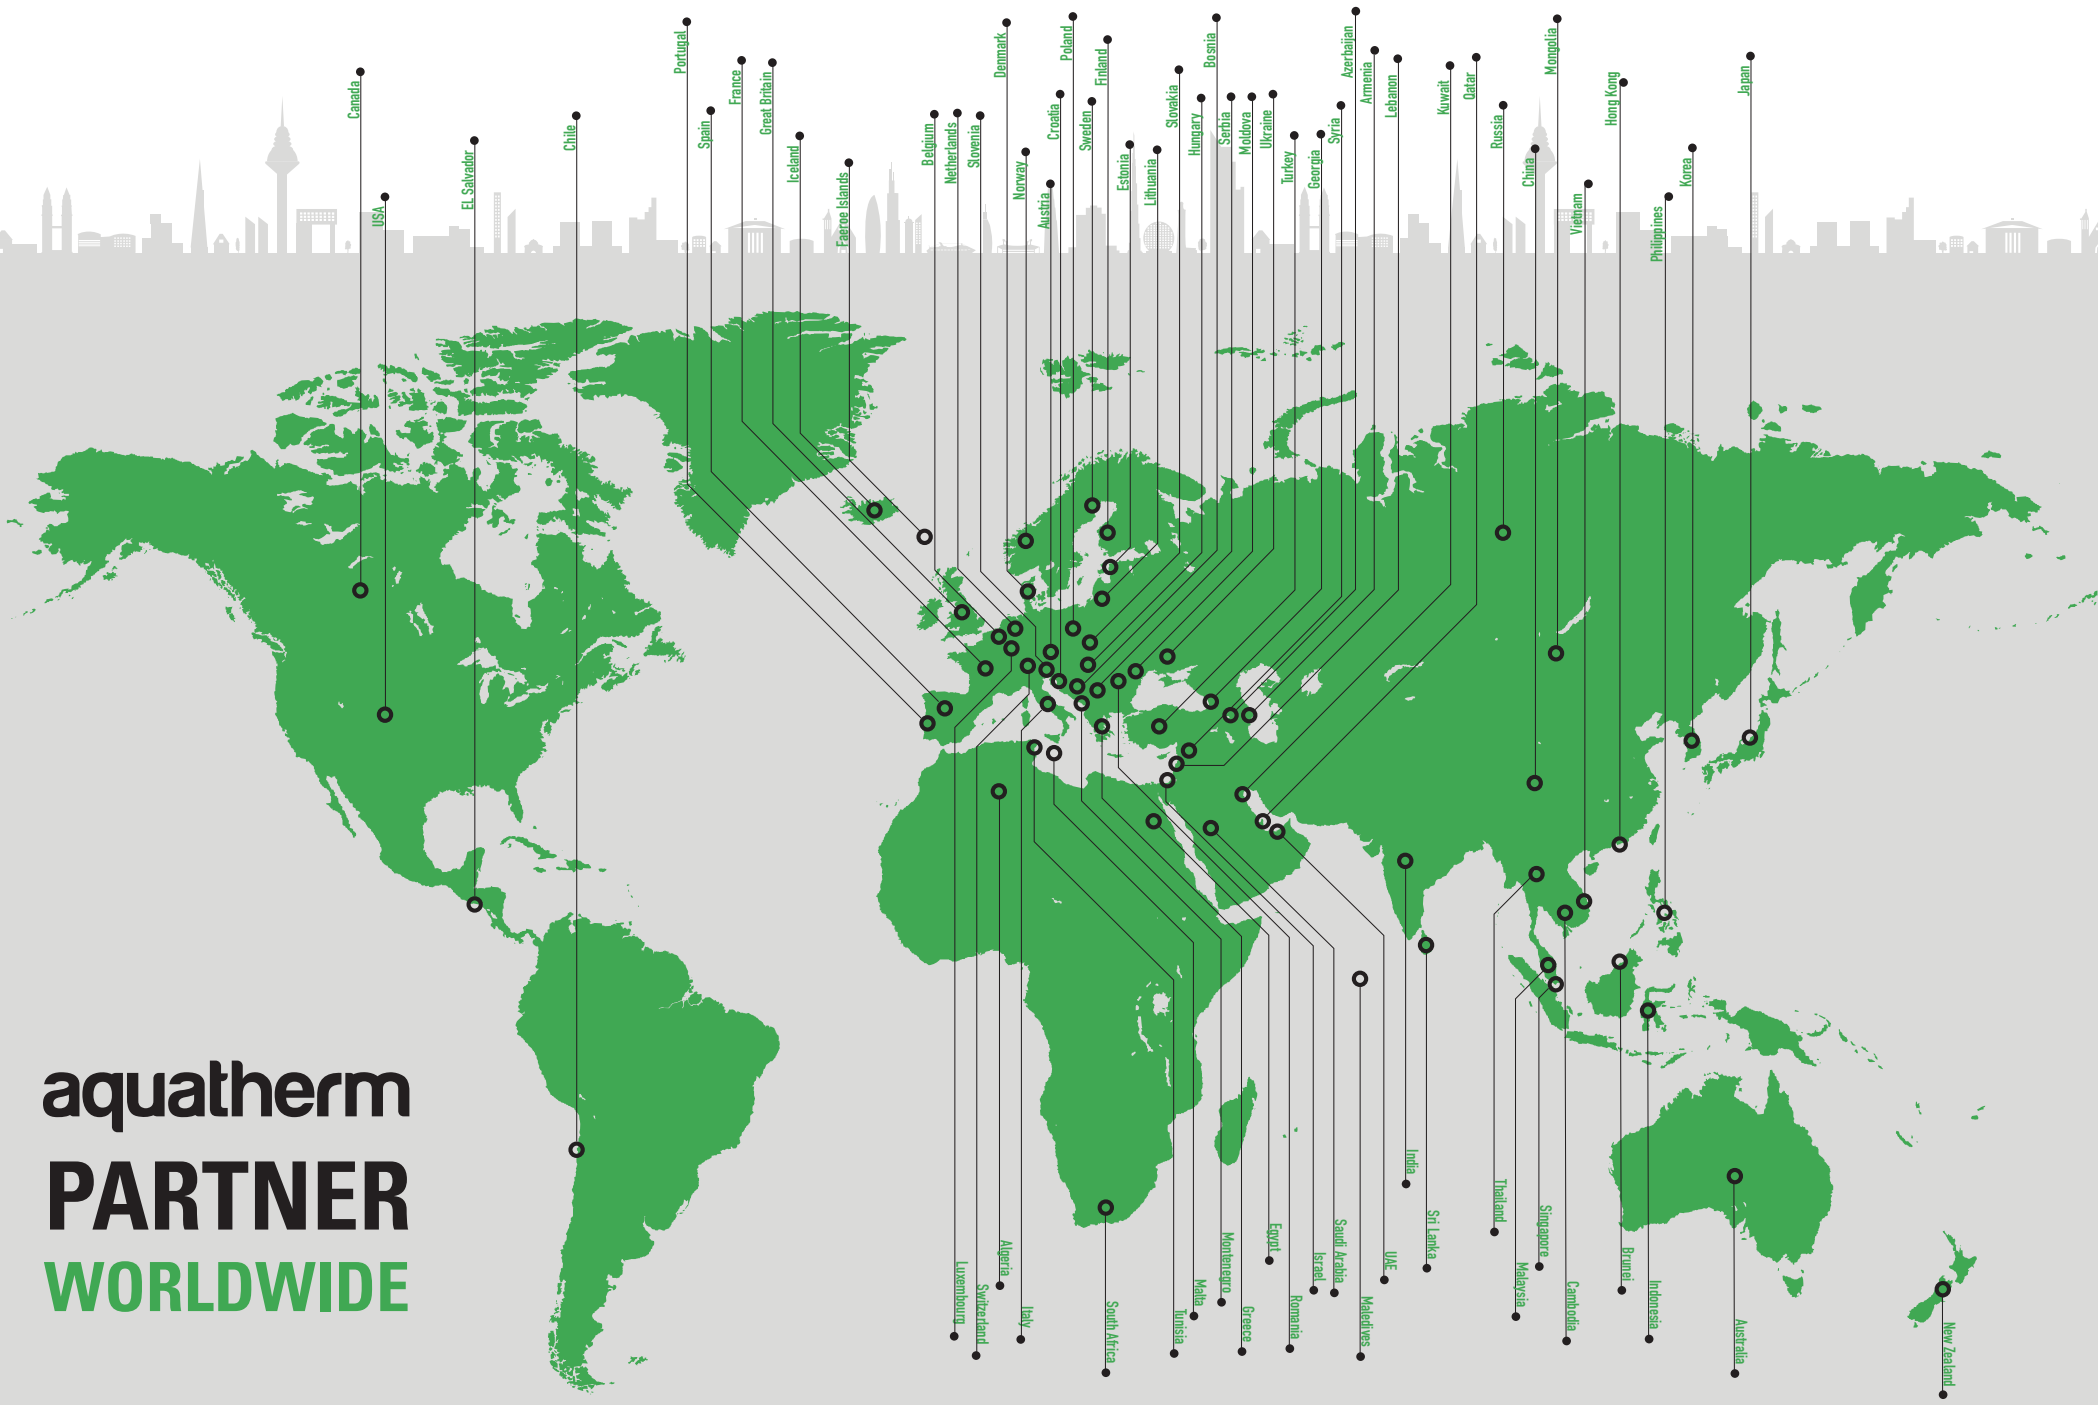 Canada
USA
EL Salvador
Chile
Portugal
Spain
France
Great Britain
Iceland
Faeroe Islands
Belgium
Netherlands
Slovenia
Denmark
Norway
Austria
Croatia
Poland
Sweden
Finland
Estonia
Lithuania
Slovakia
Hungary
Bosnia
Serbia
Moldova
Ukraine
Turkey
Georgia
Syria
Azerbaijan
Armenia
Lebanon
Kuwait
Qatar
Russia
China
Mongolia
Vietnam
Hong Kong
Philippines
Korea
Japan
aquatherm
PARTNER
WORLDWIDE
Luxembourg
Switzerland
Algeria
Italy
South Africa
Tunisia
Malta
Montenegro
Greece
Egypt
Romania
Israel
Saudi Arabia
Maledives
UAE
India
Sri Lanka
Thailand
Malaysia
Singapore
Cambodia
Brunei
Indonesia
Australia
New Zealand